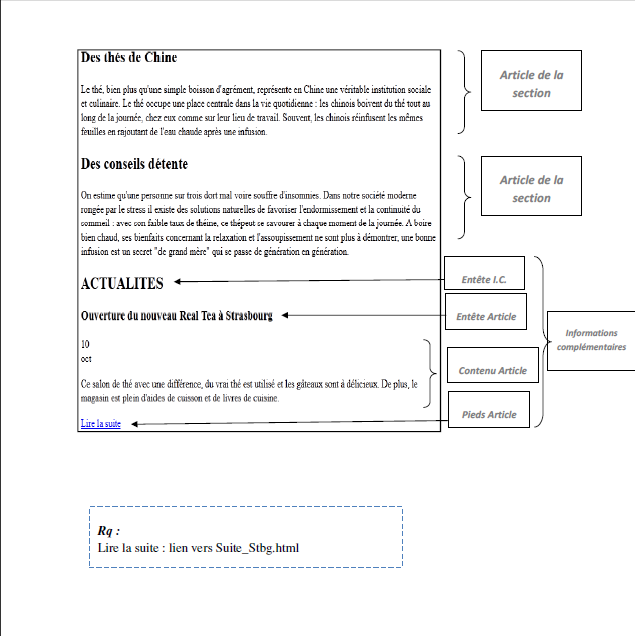 Des thés de Chine
Le thé, bien plus qu'une simple boisson d'agrément, représente en Chine une véritable institution sociale
et culinaire. Le thé occupe une place centrale dans la vie quotidienne : les chinois boivent du thé tout au
long de la journée, chez eux comme sur leur lieu de travail. Souvent, les chinois réinfusent les mêmes
feuilles en rajoutant de l'eau chaude après une infusion.
Article de la
section
Des conseils détente
On estime qu'une personne sur trois dort mal voire souffre d'insomnies. Dans notre société moderne
rongée par le stress il existe des solutions naturelles de favoriser l'endormissement et la continuité du
sommeil : avec son faible taux de théine, ce thépeut se savourer à chaque moment de la journée. A boire
bien chaud, ses bienfaits concernant la relaxation et l'assoupissement ne sont plus à démontrer, une bonne
infusion est un secret "de grand mère" qui se passe de génération en génération.
Article de la
section
ACTUALITES
Entête I.C.
Ouverture du nouveau Real Tea à Strasbourg
Entête Article
10
oct
Ce salon de thé avec une différence, du vrai thé est utilisé et les gâteaux sont à délicieux. De plus, le
magasin est plein d'aides de cuisson et de livres de cuisine.
Contenu Article
Lire la suite
Pieds Article
Informations
complémentaires
Rq :
Lire la suite : lien vers Suite_Stbg.html